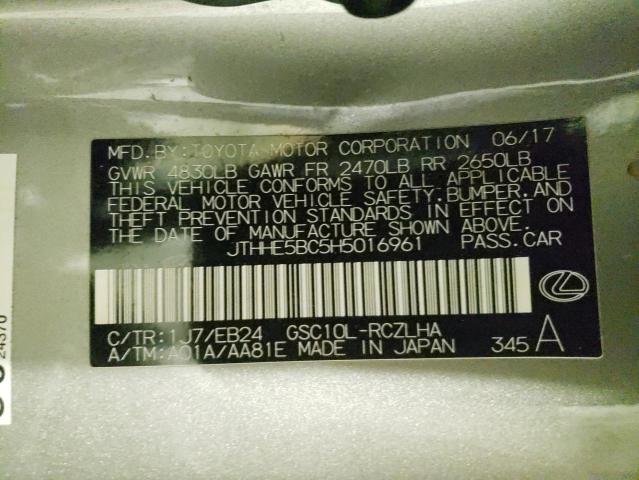 MFD.BY:TOYOTA MOTOR CORPORATION 06/17
GVWR 4830LB GAWR FR 2470LB RR 2650LB
THIS VEHICLE CONFORMS TO ALL APPLICABLE
FEDERAL MOTOR VEHICLE SAFETY,BUMPER,AND
THEFT PREVENTION STANDARDS IN EFFECT ON
THE DATE OF MANUFACTURE SHOWN ABOVE.
JTHHE5BC5H5016961 PASS.CAR
C/TR:1J7/EB24 GSC10L-RCZLHA
A/TM:A01A/AA81E MADE IN JAPAN 345 A
24370